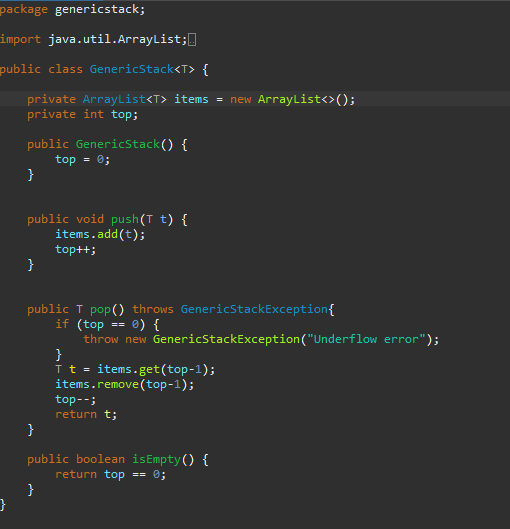 package genericstack;
import java.util.ArrayList;
public class GenericStack<T> {
private ArrayList<T> items = new ArrayList<>();
private int top;
public GenericStack() {
top = 0;
}
public void push(T t) {
items.add(t);
top++;
}
public T pop() throws GenericStackException{
if (top == 0) {
throw new GenericStackException("Underflow error");
}
T t = items.get(top-1);
items.remove(top-1);
top--;
return t;
}
public boolean isEmpty() {
return top == 0;
}
}